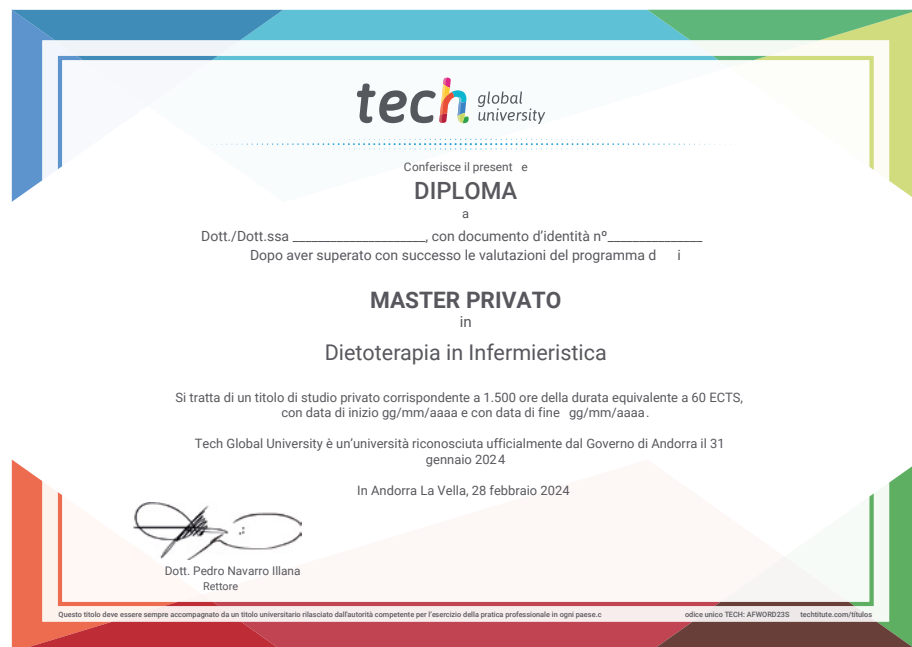 tech global university
Conferisce il present e
DIPLOMA
a
Dott./Dott.ssa ____________________, con documento d'identità nº______________
Dopo aver superato con successo le valutazioni del programma d i
MASTER PRIVATO
in
Dietoterapia in Infermieristica
Si tratta di un titolo di studio privato corrispondente a 1.500 ore della durata equivalente a 60 ECTS,
con data di inizio gg/mm/aaaa e con data di fine gg/mm/aaaa.
Tech Global University è un'università riconosciuta ufficialmente dal Governo di Andorra il 31
gennaio 2024
In Andorra La Vella, 28 febbraio 2024
Dott. Pedro Navarro Illana
Rettore
Questo titolo deve essere sempre accompagnato da un titolo universitario rilasciato dall'autorità competente per l'esercizio della pratica professionale in ogni paese.c odice unico TECH: AFWORD23S techtitute.com/titulos